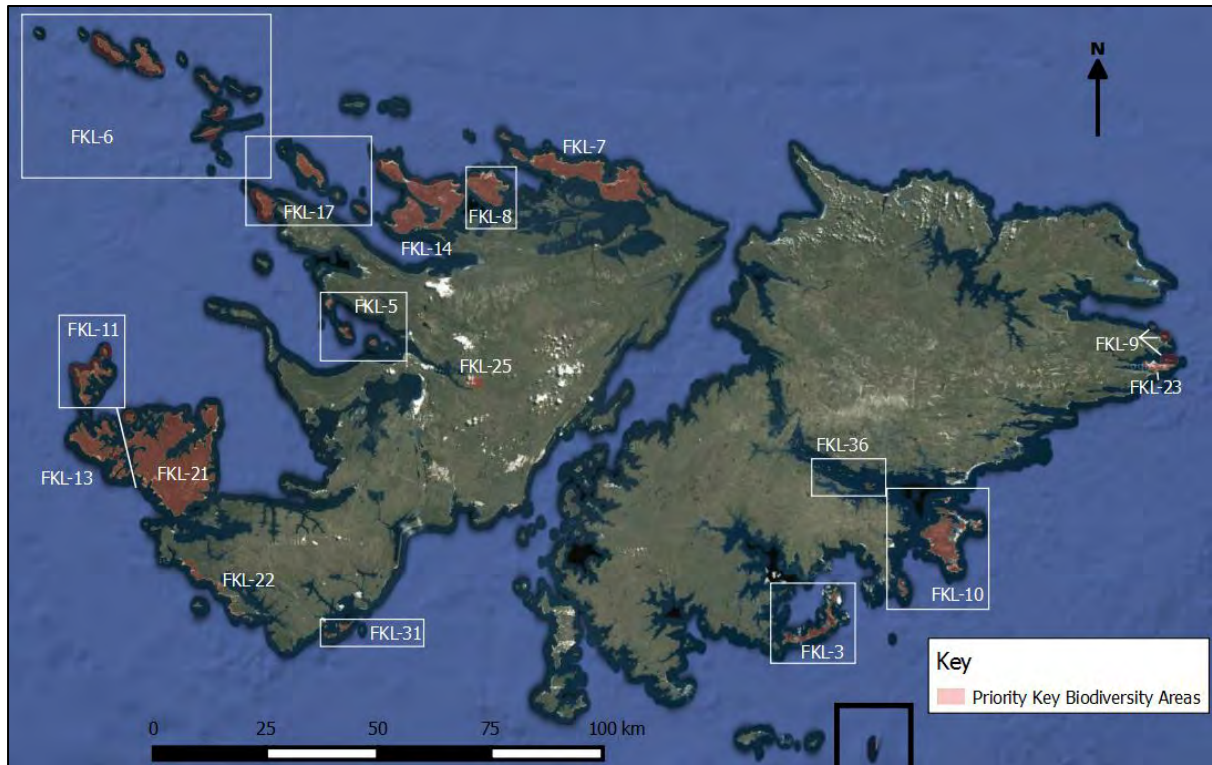 N
FKL-6
FKL-7
FKL-17
FKL-8
FKL-14
FKL-5
FKL-11
FKL-9
FKL-25
FKL-23
FKL-36
FKL-13
FKL-21
FKL-22
FKL-10
FKL-31
FKL-3
Key
Priority Key Biodiversity Areas
0 25 50 75 100 km